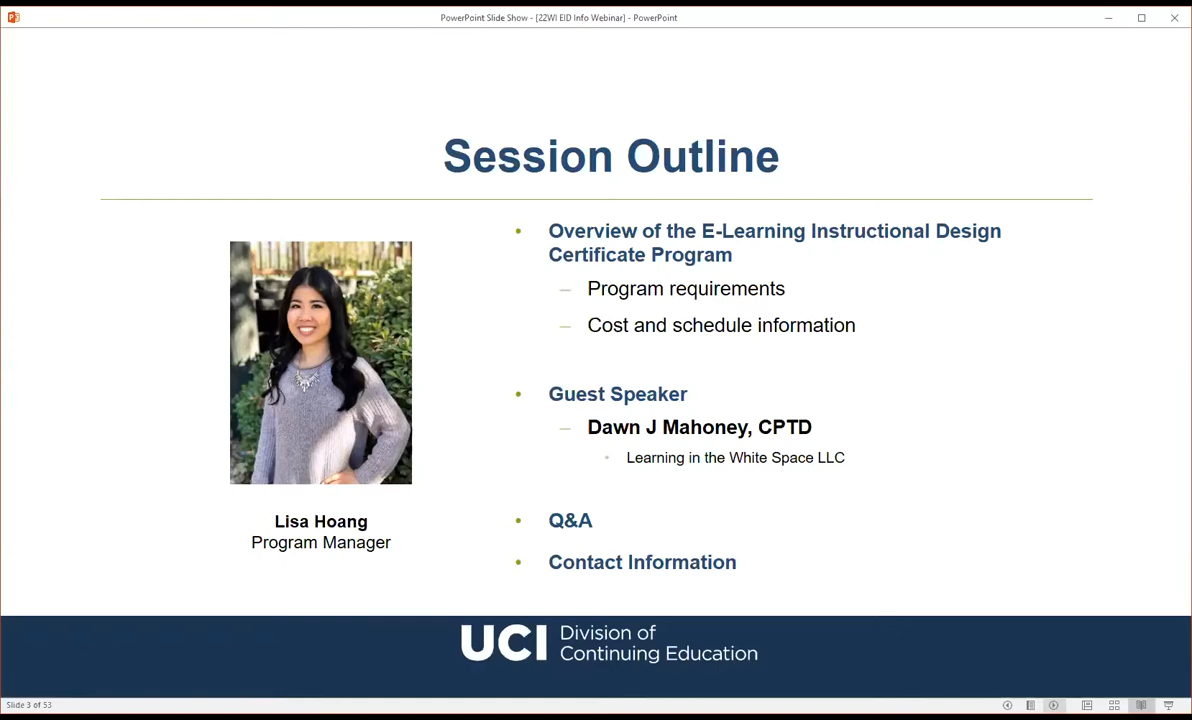 PowerPoint Slide Show - [22WI EID Info Webinar] - PowerPoint
Session Outline
• Overview of the E-Learning Instructional Design
Certificate Program
– Program requirements
– Cost and schedule information
• Guest Speaker
– Dawn J Mahoney, CPTD
• Learning in the White Space LLC
• Q&A
• Contact Information
Lisa Hoang
Program Manager
UCI Division of
Continuing Education
Slide 3 of 53